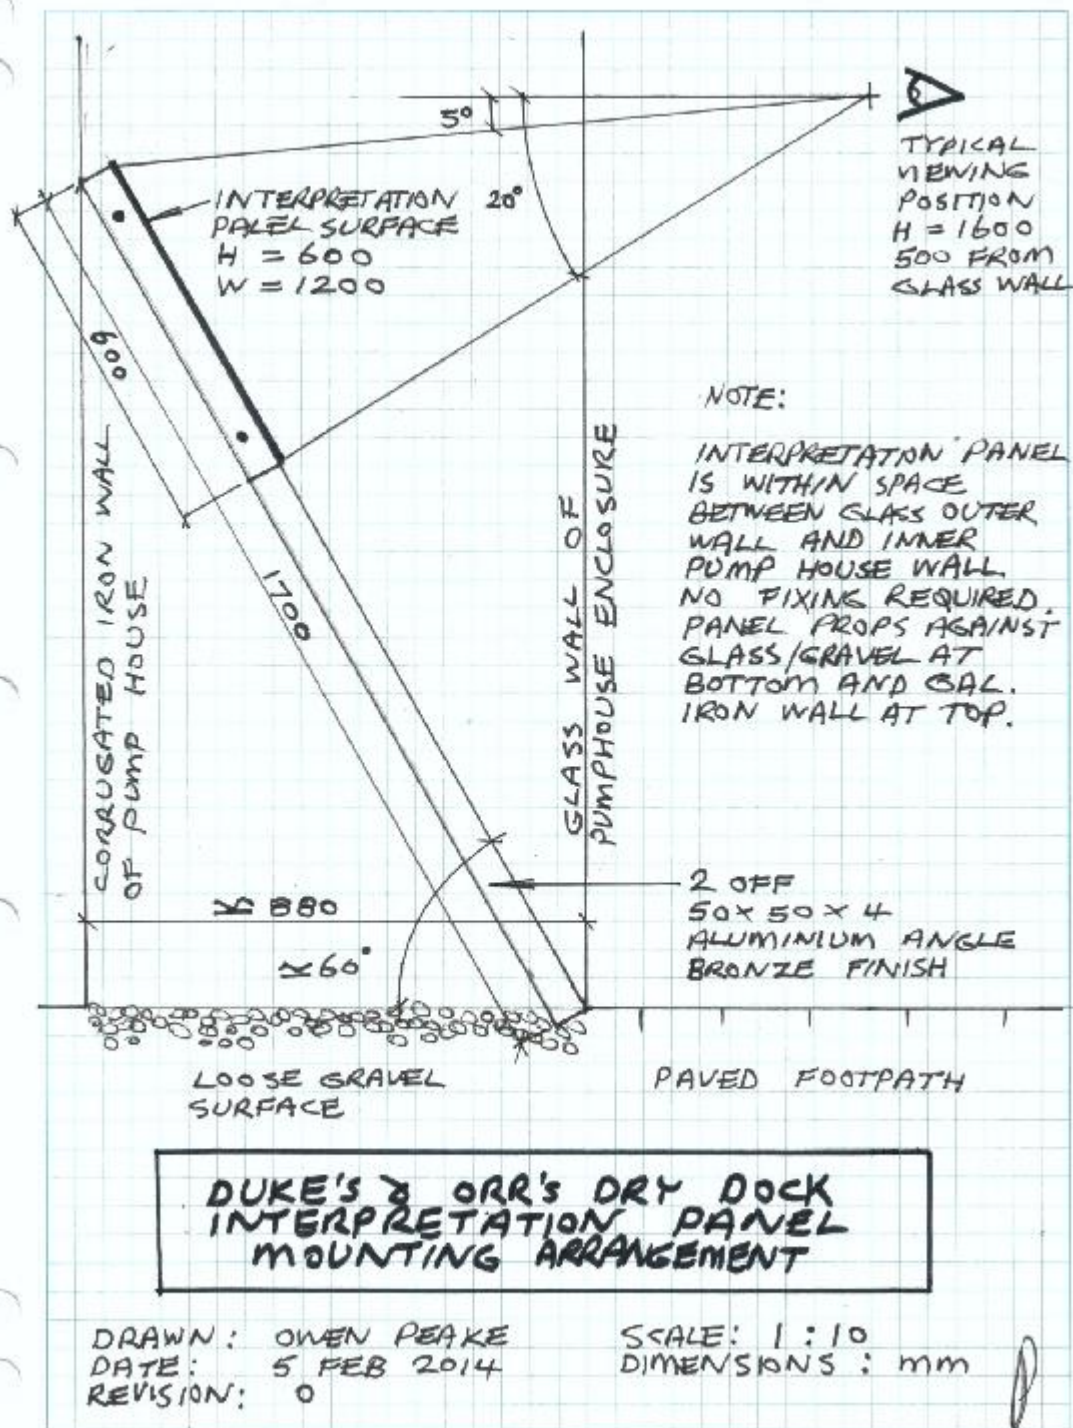 5°
TYPICAL
VIEWING
POSITION
H = 1600
500 FROM
GLASS WALL
INTERPRETATION
PALEL SURFACE
H = 600
W = 1200
20°
600
1700
CORRUGATED IRON WALL
OF PUMP HOUSE
GLASS WALL OF
PUMPHOUSE ENCLOSURE
NOTE:
INTERPRETATION PANEL
IS WITHIN SPACE
BETWEEN GLASS OUTER
WALL AND INNER
PUMP HOUSE WALL
NO FIXING REQUIRED.
PANEL PROPS AGAINST
GLASS/GRAVEL AT
BOTTOM AND GAL.
IRON WALL AT TOP.
880
≃60°
2 OFF
50 x 50 x 4
ALUMINIUM ANGLE
BRONZE FINISH
LOOSE GRAVEL
SURFACE
PAVED FOOTPATH
DUKE'S & ORR'S DRY DOCK
INTERPRETATION PANEL
MOUNTING ARRANGEMENT
DRAWN: OWEN PEAKE
DATE: 5 FEB 2014
REVISION: 0
SCALE: 1:10
DIMENSIONS: mm